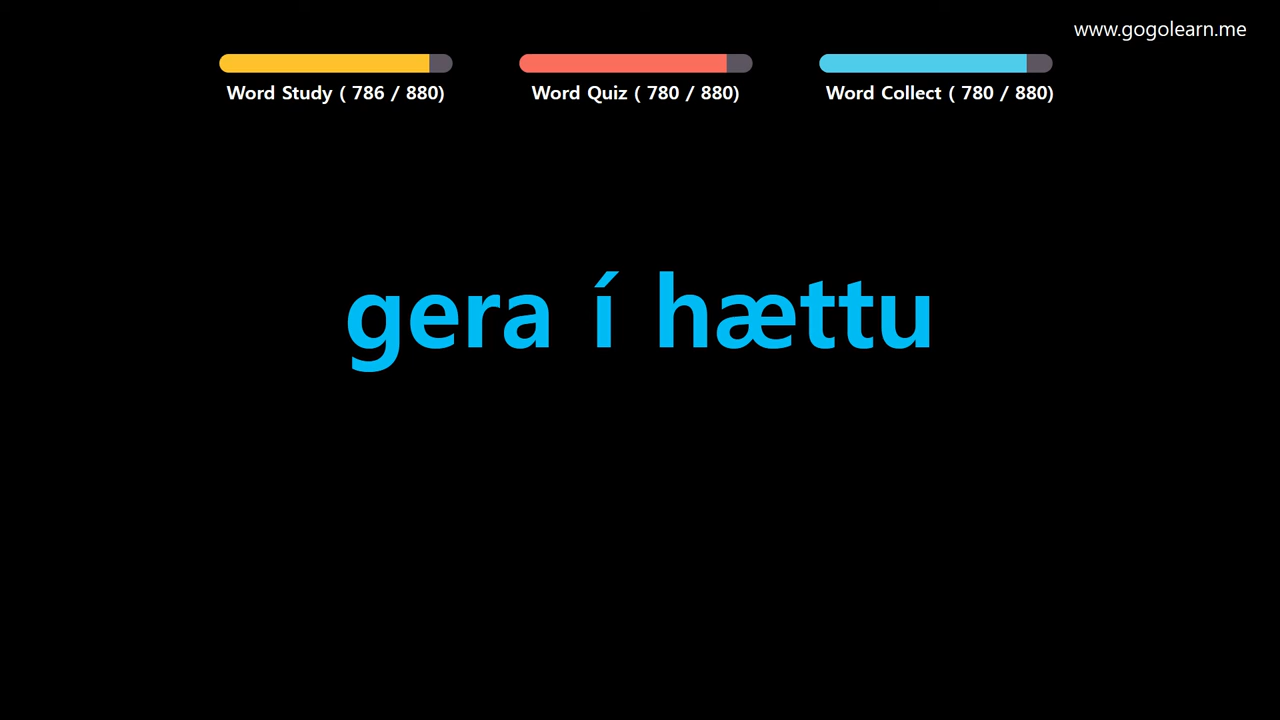 www.gogolearn.me
Word Study ( 786 / 880)
Word Quiz ( 780 / 880)
Word Collect ( 780 / 880)
gera í hættu